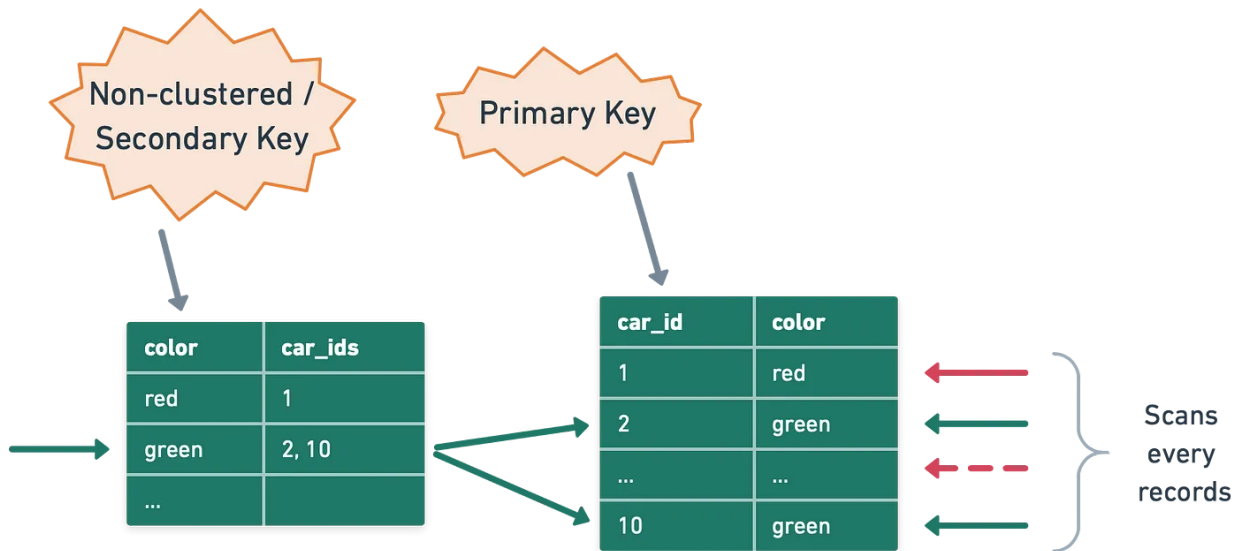 Non-clustered /
Secondary Key
Primary Key
color car_ids
red 1
green 2, 10
...
car_id color
1 red
2 green
... ...
10 green
Scans
every
records